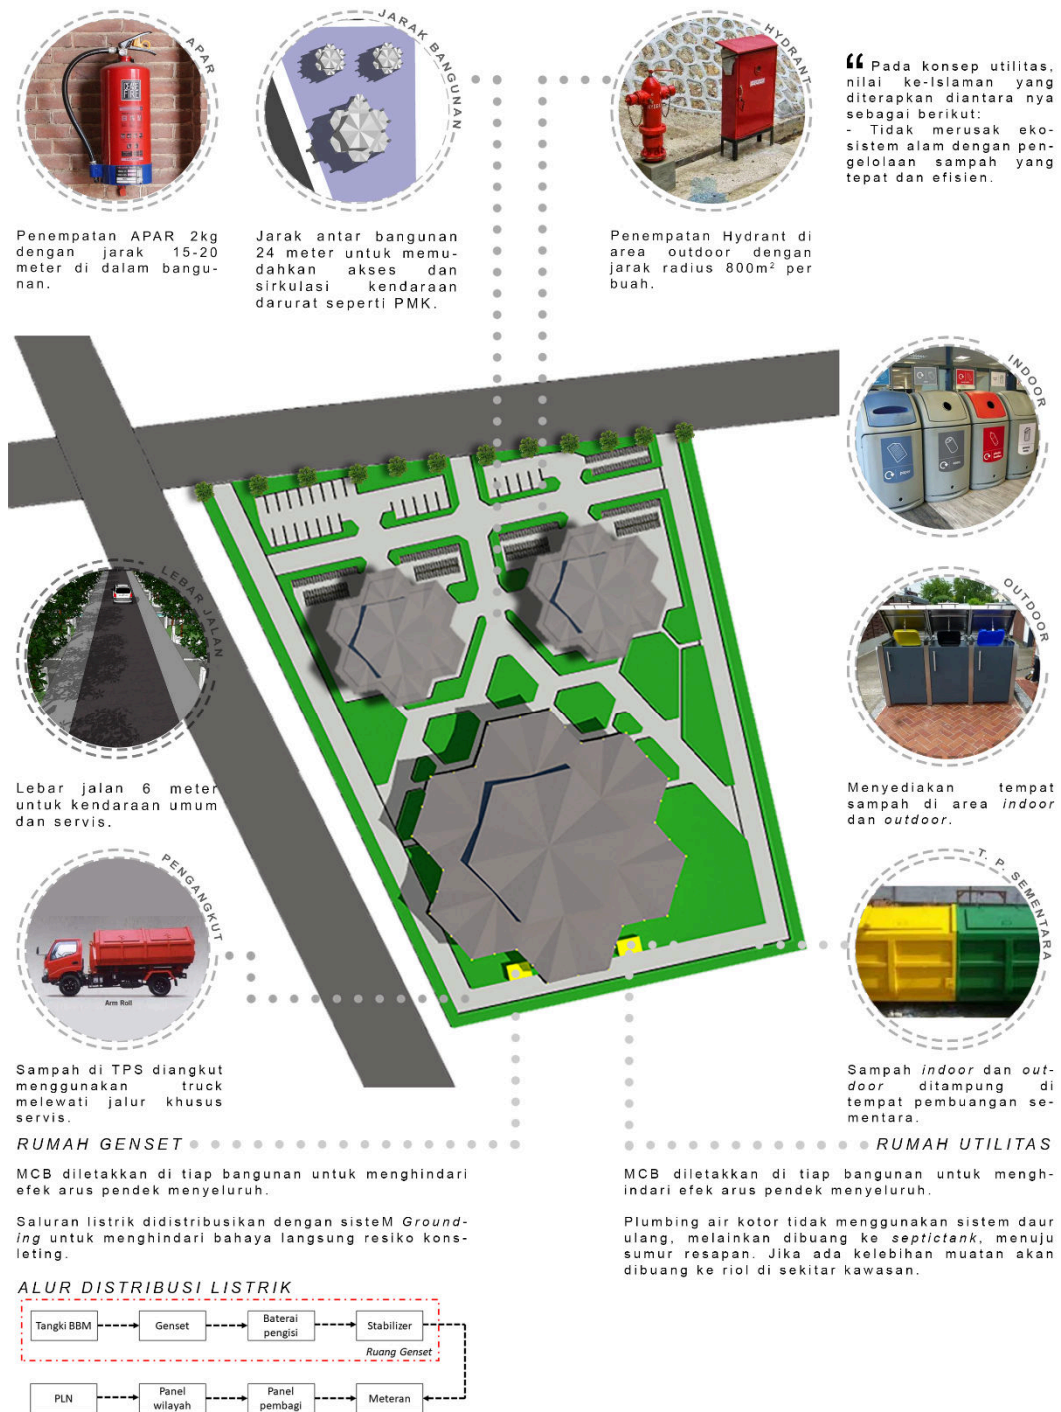 APAR
JARAK BANGUNAN
HYDRANT
Penempatan APAR 2kg
dengan jarak 15-20
meter di dalam bangu-
nan.
Jarak antar bangunan
24 meter untuk memu-
dahkan akses dan
sirkulasi kendaraan
darurat seperti PMK.
Penempatan Hydrant di
area outdoor dengan
jarak radius 800m² per
buah.
“ Pada konsep utilitas,
nilai ke-Islaman yang
diterapkan diantara nya
sebagai berikut:
- Tidak merusak eko-
sistem alam dengan pen-
gelolaan sampah yang
tepat dan efisien.
INDOOR
LEBAR JALAN
OUTDOOR
Lebar jalan 6 meter
untuk kendaraan umum
dan servis.
Menyediakan tempat
sampah di area indoor
dan outdoor.
PENGANGKUT
Arm Roll
T. P. SEMENTARA
Sampah di TPS diangkut
menggunakan truck
melewati jalur khusus
servis.
Sampah indoor dan out-
door ditampung di
tempat pembuangan se-
mentara.
RUMAH GENSET
MCB diletakkan di tiap bangunan untuk menghindari
efek arus pendek menyeluruh.
Saluran listrik didistribusikan dengan sisteM Ground-
ing untuk menghindari bahaya langsung resiko kons-
leting.
RUMAH UTILITAS
MCB diletakkan di tiap bangunan untuk mengh-
indari efek arus pendek menyeluruh.
Plumbing air kotor tidak menggunakan sistem daur
ulang, melainkan dibuang ke septictank, menuju
sumur resapan. Jika ada kelebihan muatan akan
dibuang ke riol di sekitar kawasan.
ALUR DISTRIBUSI LISTRIK
Tangki BBM
Genset
Baterai
pengisi
Stabilizer
Ruang Genset
PLN
Panel
wilayah
Panel
pembagi
Meteran